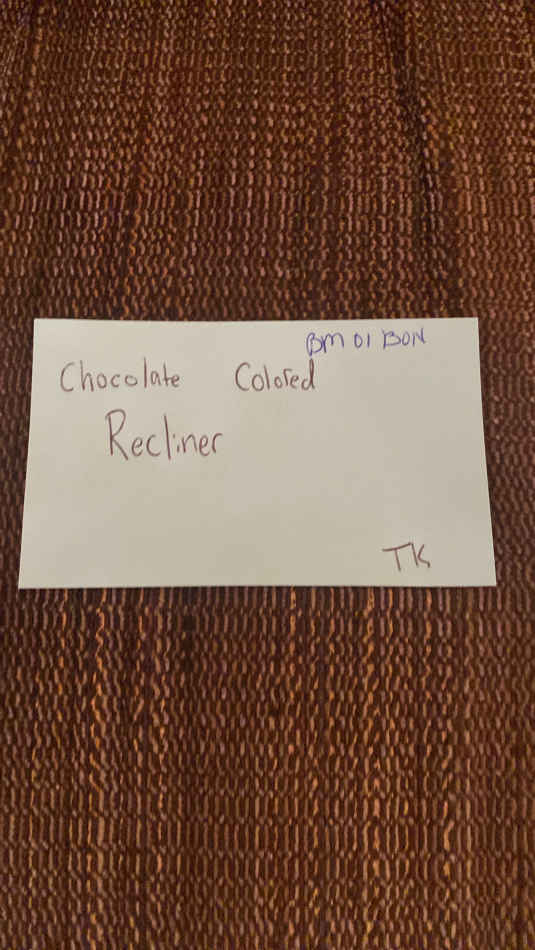 BM 01 BON
Chocolate Colored
Recliner
TK